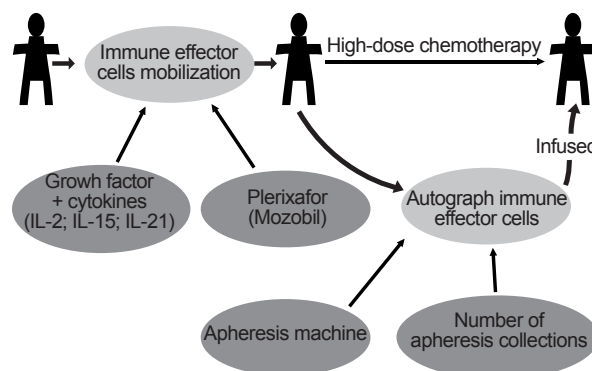 Immune effector
cells mobilization
High-dose chemotherapy
Infused
Growth factor
+ cytokines
(IL-2; IL-15; IL-21)
Plerixafor
(Mozobil)
Autograph immune
effector cells
Apheresis machine
Number of
apheresis collections